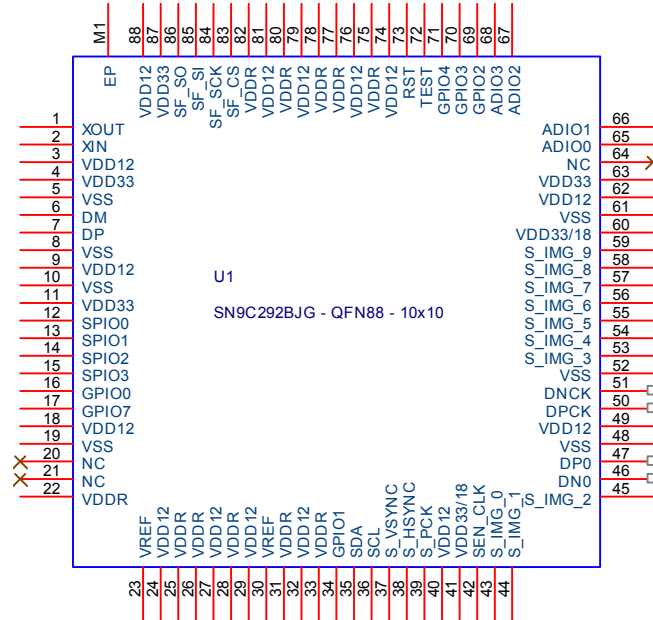 M1 88 87 86 85 84 83 82 81 80 79 78 77 76 75 74 73 72 71 70 69 68 67
EP VDD12 VDD33 SF_SO SF_SI SF_SCK SF_CS VDDR VDD12 VDDR VDD12 VDDR VDDR VDD12 VDDR VDD12 RST TEST GPIO4 GPIO3 GPIO2 ADIO3 ADIO2
1 XOUT
2 XIN
3 VDD12
4 VDD33
5 VSS
6 DM
7 DP
8 VSS
9 VDD12
10 VSS
11 VDD33
12 SPIO0
13 SPIO1
14 SPIO2
15 SPIO3
16 GPIO0
17 GPIO7
18 VDD12
19 VSS
20 NC
21 NC
22 VDDR
U1
SN9C292BJG - QFN88 - 10x10
ADIO1 66
ADIO0 65
NC 64
VDD33 63
VDD12 62
VSS 61
VDD33/18 60
S_IMG_9 59
S_IMG_8 58
S_IMG_7 57
S_IMG_6 56
S_IMG_5 55
S_IMG_4 54
S_IMG_3 53
VSS 52
DNCK 51
DPCK 50
VDD12 49
VSS 48
DP0 47
DN0 46
S_IMG_2 45
VREF VDD12 VDDR VDDR VDD12 VDDR VDD12 VREF VDDR VDD12 VDDR GPIO1 SDA SCL S_VSYNC S_HSYNC S_PCK VDD12 VDD33/18 SEN_CLK S_IMG_0 S_IMG_1
23 24 25 26 27 28 29 30 31 32 33 34 35 36 37 38 39 40 41 42 43 44